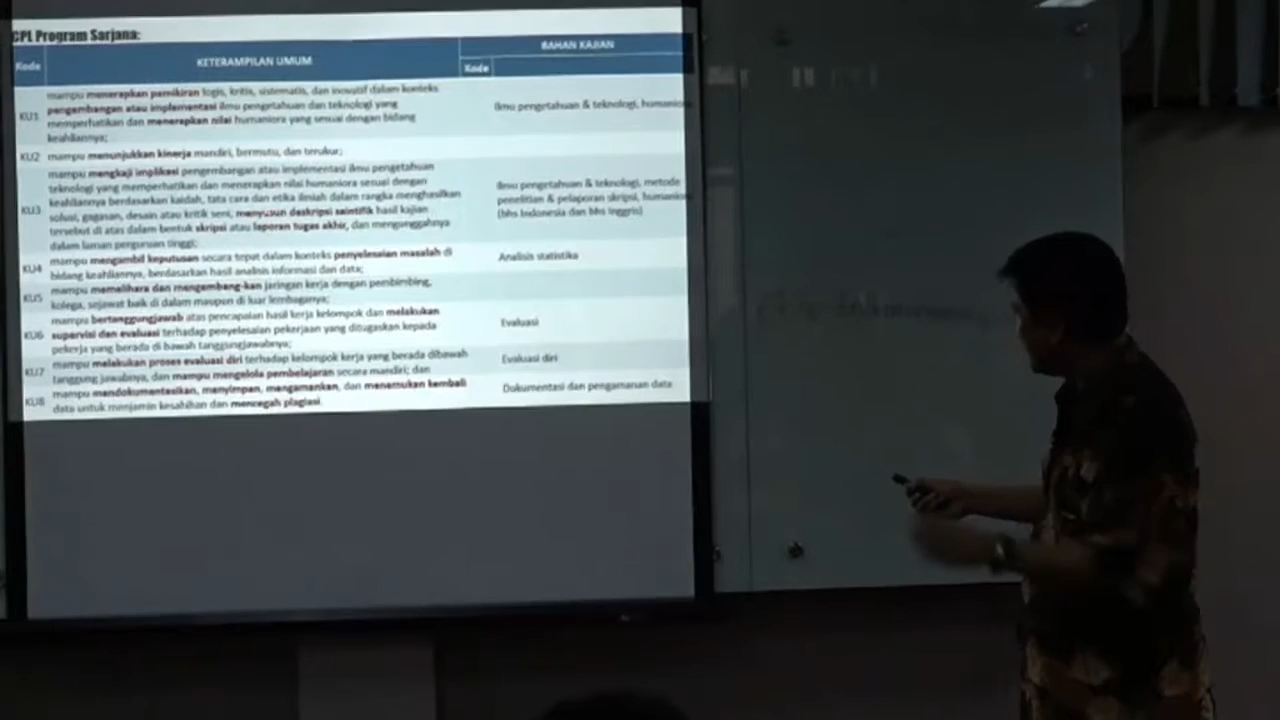 CPL Program Sarjana:
Kode KETERAMPILAN UMUM BAHAN KAJIAN
Kode
KU1 mampu menerapkan pemikiran logis, kritis, sistematis, dan inovatif dalam konteks
pengembangan atau implementasi ilmu pengetahuan dan teknologi yang
memperhatikan dan menerapkan nilai humaniora yang sesuai dengan bidang
keahliannya;
Ilmu pengetahuan & teknologi, humaniora
KU2 mampu menunjukkan kinerja mandiri, bermutu, dan terukur;
KU3 mampu mengkaji implikasi pengembangan atau implementasi ilmu pengetahuan
teknologi yang memperhatikan dan menerapkan nilai humaniora sesuai dengan
keahliannya berdasarkan kaidah, tata cara dan etika ilmiah dalam rangka menghasilkan
solusi, gagasan, desain atau kritik seni, menyusun deskripsi saintifik hasil kajian
tersebut di atas dalam bentuk skripsi atau laporan tugas akhir, dan mengunggahnya
dalam laman perguruan tinggi;
Ilmu pengetahuan & teknologi, metode
penelitian & pelaporan skripsi, humaniora
(bhs Indonesia dan bhs Inggris)
KU4 mampu mengambil keputusan secara tepat dalam konteks penyelesaian masalah di
bidang keahliannya, berdasarkan hasil analisis informasi dan data;
Analisis statistika
KU5 mampu memelihara dan mengembang-kan jaringan kerja dengan pembimbing,
kolega, sejawat baik di dalam maupun di luar lembaganya;
KU6 mampu bertanggungjawab atas pencapaian hasil kerja kelompok dan melakukan
supervisi dan evaluasi terhadap penyelesaian pekerjaan yang ditugaskan kepada
pekerja yang berada di bawah tanggungjawabnya;
Evaluasi
KU7 mampu melakukan proses evaluasi diri terhadap kelompok kerja yang berada dibawah
tanggung jawabnya, dan mampu mengelola pembelajaran secara mandiri; dan
Evaluasi diri
KU8 mampu mendokumentasikan, menyimpan, mengamankan, dan menemukan kembali
data untuk menjamin kesahihan dan mencegah plagiasi.
Dokumentasi dan pengamanan data